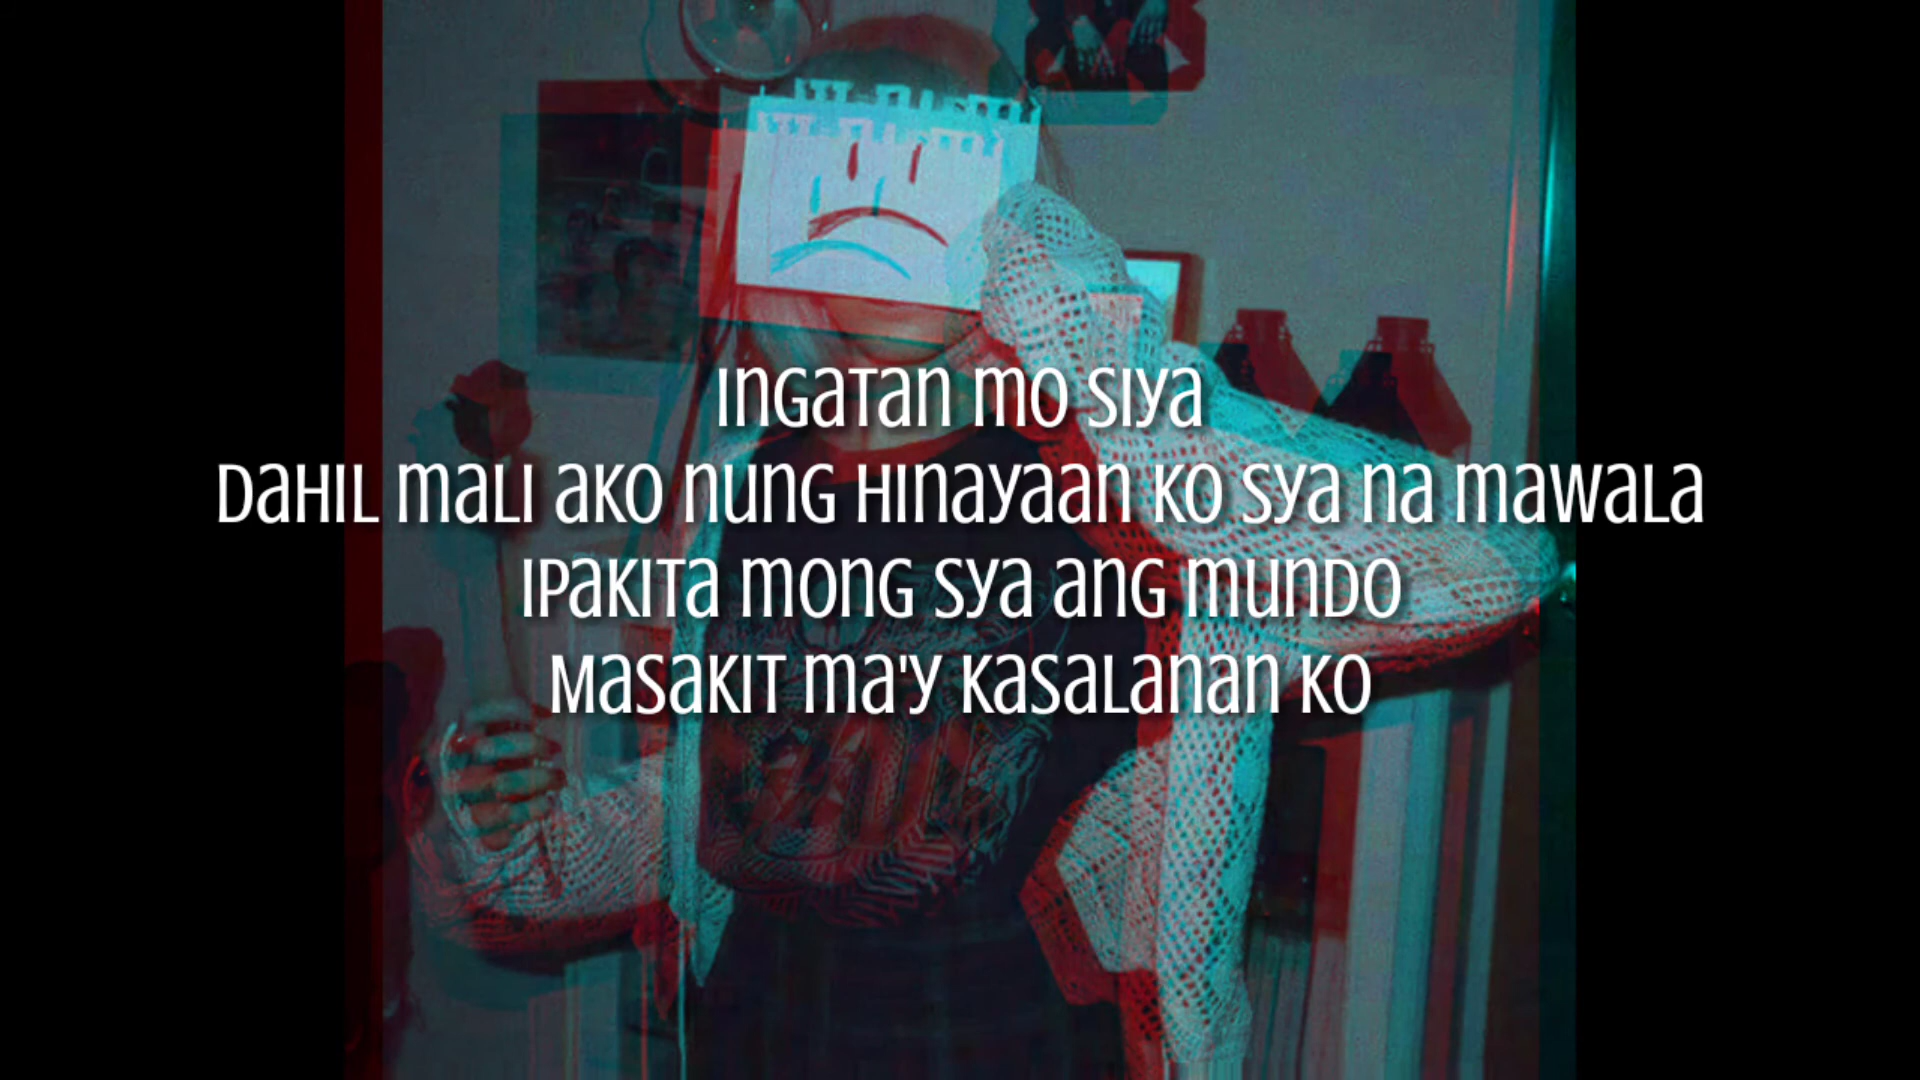 Ingatan mo siya
Dahil mali ako nung hinayaan ko sya na mawala
Ipakita mong sya ang mundo
Masakit ma'y kasalanan ko